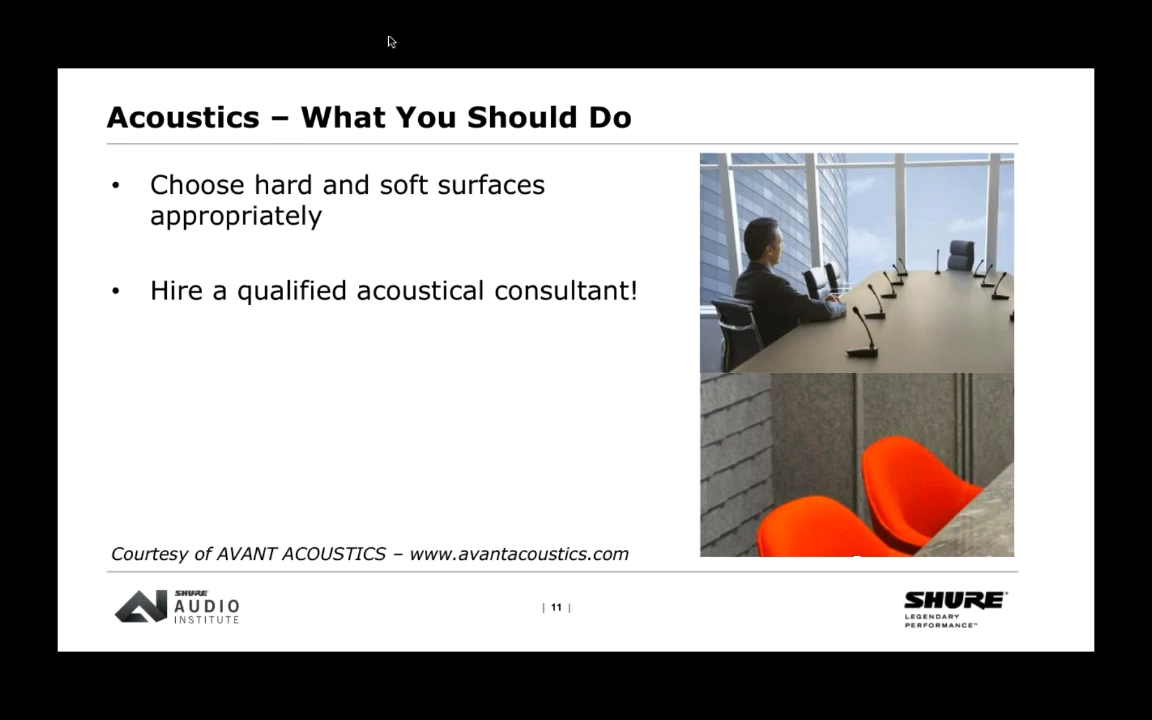 Acoustics – What You Should Do
• Choose hard and soft surfaces
appropriately
• Hire a qualified acoustical consultant!
Courtesy of AVANT ACOUSTICS – www.avantacoustics.com
SHURE
AUDIO
INSTITUTE
| 11 |
SHURE®
LEGENDARY
PERFORMANCE™